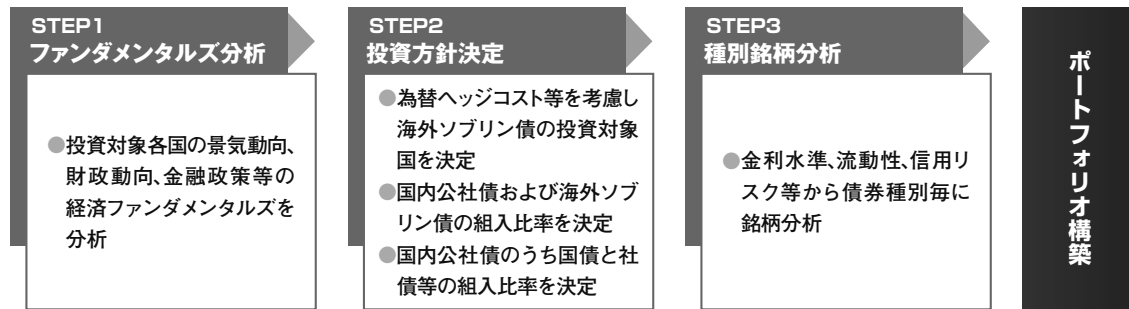 STEP1
ファンダメンタルズ分析
●投資対象各国の景気動向、
財政動向、金融政策等の
経済ファンダメンタルズを
分析
STEP2
投資方針決定
●為替ヘッジコスト等を考慮し
海外ソブリン債の投資対象
国を決定
●国内公社債および海外ソブ
リン債の組入比率を決定
●国内公社債のうち国債と社
債等の組入比率を決定
STEP3
種別銘柄分析
●金利水準、流動性、信用リ
スク等から債券種別毎に
銘柄分析
ポートフォリオ構築